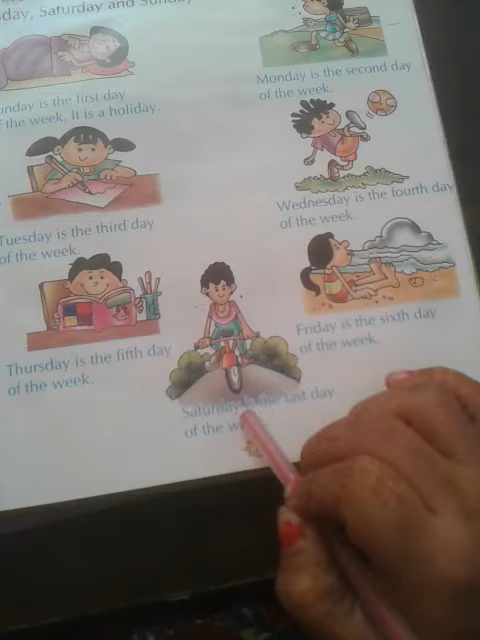 day, Saturday and Sunday
Monday is the second day
of the week.
unday is the first day
f the week. It is a holiday.
Wednesday is the fourth day
of the week.
Tuesday is the third day
of the week.
Friday is the sixth day
of the week.
Thursday is the fifth day
of the week.
Saturday last day
of the w